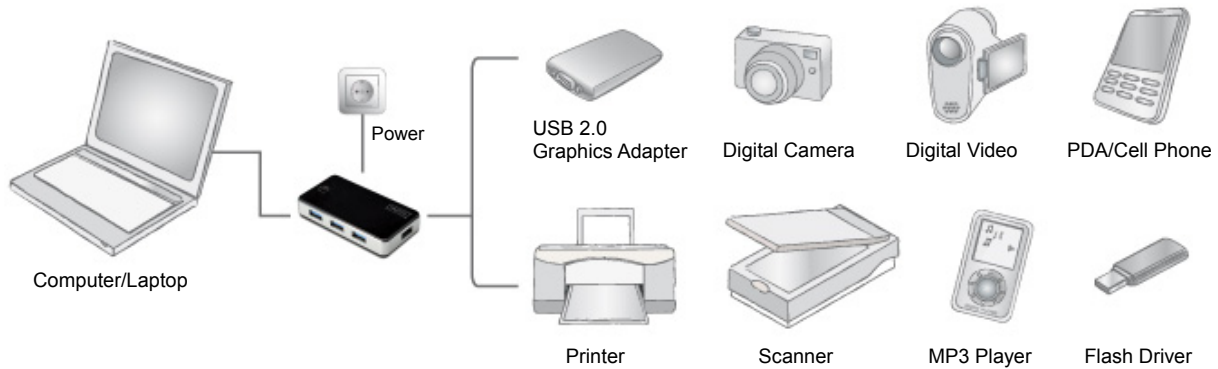 Power
USB 2.0
Graphics Adapter
Digital Camera
Digital Video
PDA/Cell Phone
Computer/Laptop
Printer
Scanner
MP3 Player
Flash Driver